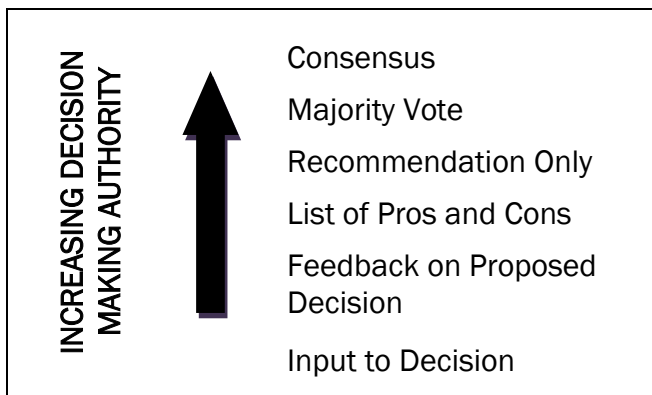 INCREASING DECISION
MAKING AUTHORITY
Consensus
Majority Vote
Recommendation Only
List of Pros and Cons
Feedback on Proposed
Decision
Input to Decision